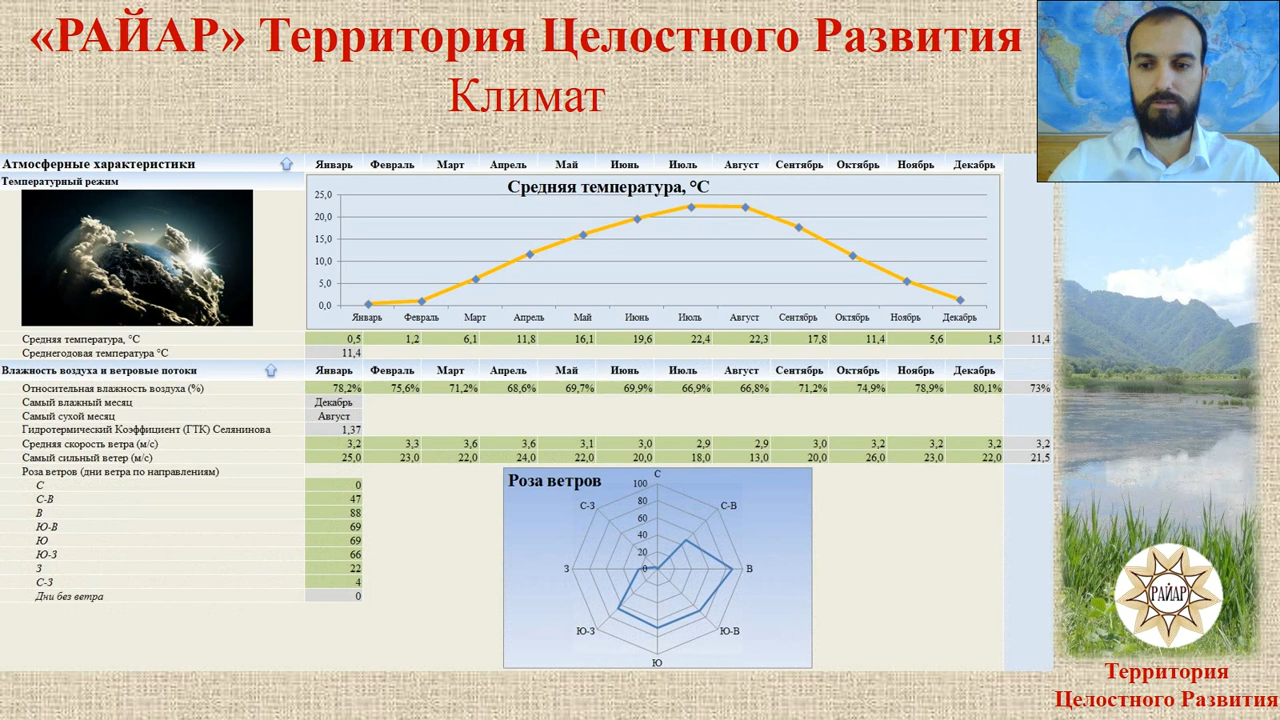 «РАЙАР» Территория Целостного Развития
Климат
Атмосферные характеристики Январь Февраль Март Апрель Май Июнь Июль Август Сентябрь Октябрь Ноябрь Декабрь
Температурный режим
Средняя температура, °С
25,0
20,0
15,0
10,0
5,0
0,0
Январь Февраль Март Апрель Май Июнь Июль Август Сентябрь Октябрь Ноябрь Декабрь
Средняя температура, °С 0,5 1,2 6,1 11,8 16,1 19,6 22,4 22,3 17,8 11,4 5,6 1,5 11,4
Среднегодовая температура °С 11,4
Влажность воздуха и ветровые потоки Январь Февраль Март Апрель Май Июнь Июль Август Сентябрь Октябрь Ноябрь Декабрь
Относительная влажность воздуха (%) 78,2% 75,6% 71,2% 68,6% 69,7% 69,9% 66,9% 66,8% 71,2% 74,9% 78,9% 80,1% 73%
Самый влажный месяц Декабрь
Самый сухой месяц Август
Гидротермический Коэффициент (ГТК) Селянинова 1,37
Средняя скорость ветра (м/с) 3,2 3,3 3,6 3,6 3,1 3,0 2,9 2,9 3,0 3,2 3,2 3,2 3,2
Самый сильный ветер (м/с) 25,0 23,0 22,0 24,0 22,0 20,0 18,0 13,0 20,0 26,0 23,0 22,0 21,5
Роза ветров (дни ветра по направлениям)
С 0
С-В 47
В 88
Ю-В 69
Ю 69
Ю-З 66
З 22
С-З 4
Дни без ветра 0
Роза ветров
С
100
80
60
40
20
0
С-В
В
Ю-В
Ю
Ю-З
З
С-З
РАЙАР
Территория
Целостного Развития